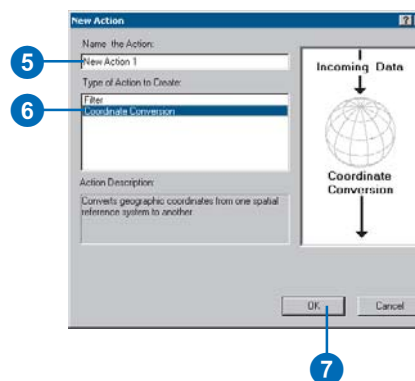 New Action
Name the Action:
5
New Action 1
Type of Action to Create:
6
Filter
Coordinate Conversion
Action Description:
Converts geographic coordinates from one spatial
reference system to another
Incoming Data
Coordinate
Conversion
OK
Cancel
7